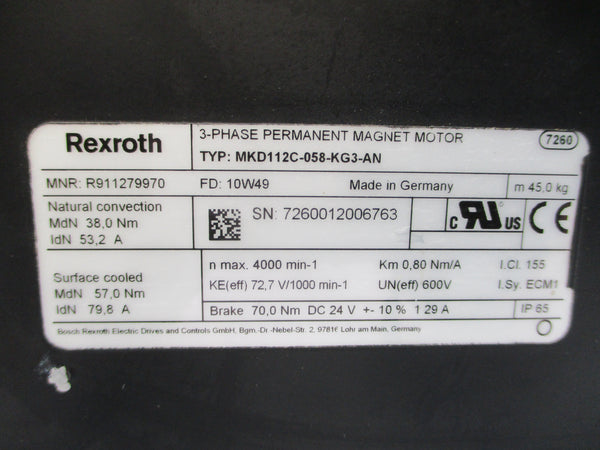 Rexroth
3-PHASE PERMANENT MAGNET MOTOR
7260
TYP: MKD112C-058-KG3-AN
MNR: R911279970
FD: 10W49
Made in Germany
m 45,0 kg
Natural convection
MdN 38,0 Nm
IdN 53,2 A
SN: 7260012006763
c RU US
CE
Surface cooled
MdN 57,0 Nm
IdN 79,8 A
n max. 4000 min-1
Km 0,80 Nm/A
I.Cl. 155
KE(eff) 72,7 V/1000 min-1
UN(eff) 600V
I.Sy. ECM1
Brake 70,0 Nm DC 24 V +- 10 % 1.29 A
IP 65
Bosch Rexroth Electric Drives and Controls GmbH, Bgm.-Dr.-Nebel-Str. 2, 97816 Lohr am Main, Germany